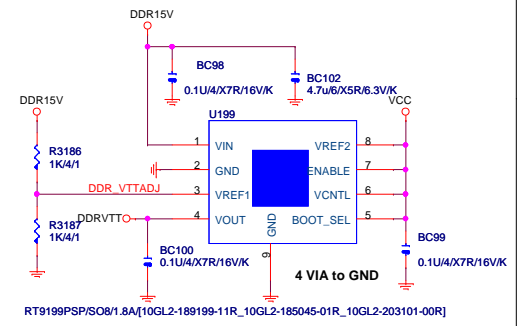 DDR15V
BC98
0.1U/4/X7R/16V/K
BC102
4.7u/6/X5R/6.3V/K
DDR15V
VCC
U199
R3186
1K/4/1
1 VIN VREF2 8
2 GND ENABLE 7
DDR_VTTADJ 3 VREF1 VCNTL 6
DDRVTT 4 VOUT BOOT_SEL 5
GND
9
R3187
1K/4/1
BC100
0.1U/4/X7R/16V/K
BC99
0.1U/4/X7R/16V/K
4 VIA to GND
RT9199PSP/SO8/1.8A/[10GL2-189199-11R_10GL2-185045-01R_10GL2-203101-00R]